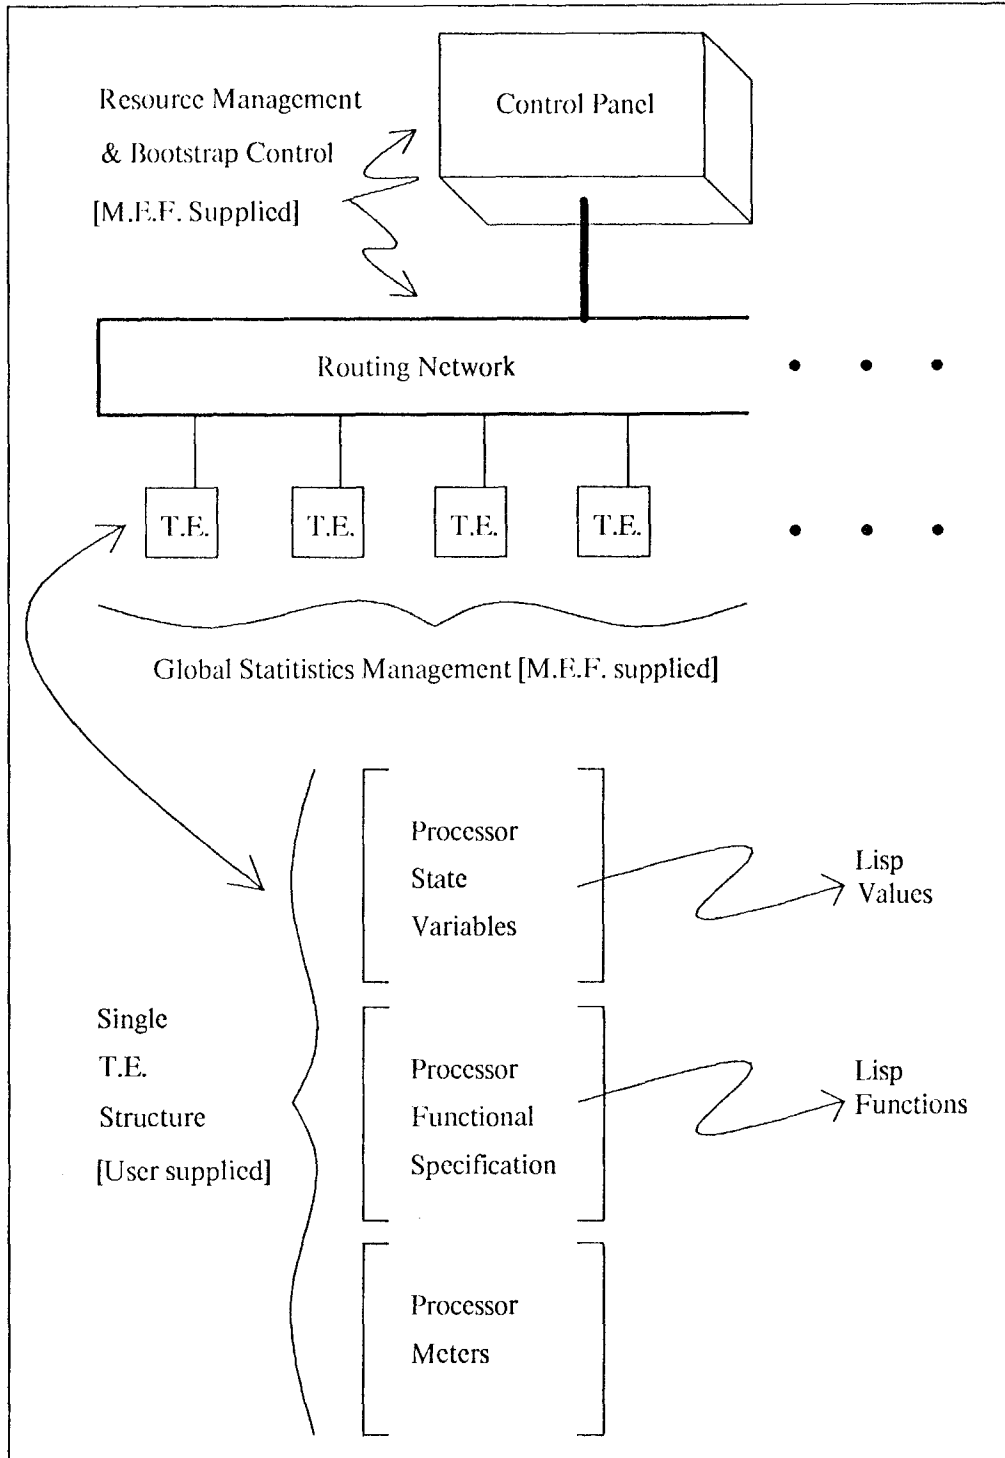 Control Panel
Resource Management
& Bootstrap Control
[M.E.F. Supplied]
Routing Network
T.E.
T.E.
T.E.
T.E.
Global Statitistics Management [M.E.F. supplied]
Processor
State
Variables
Lisp
Values
Single
T.E.
Structure
[User supplied]
Processor
Functional
Specification
Lisp
Functions
Processor
Meters